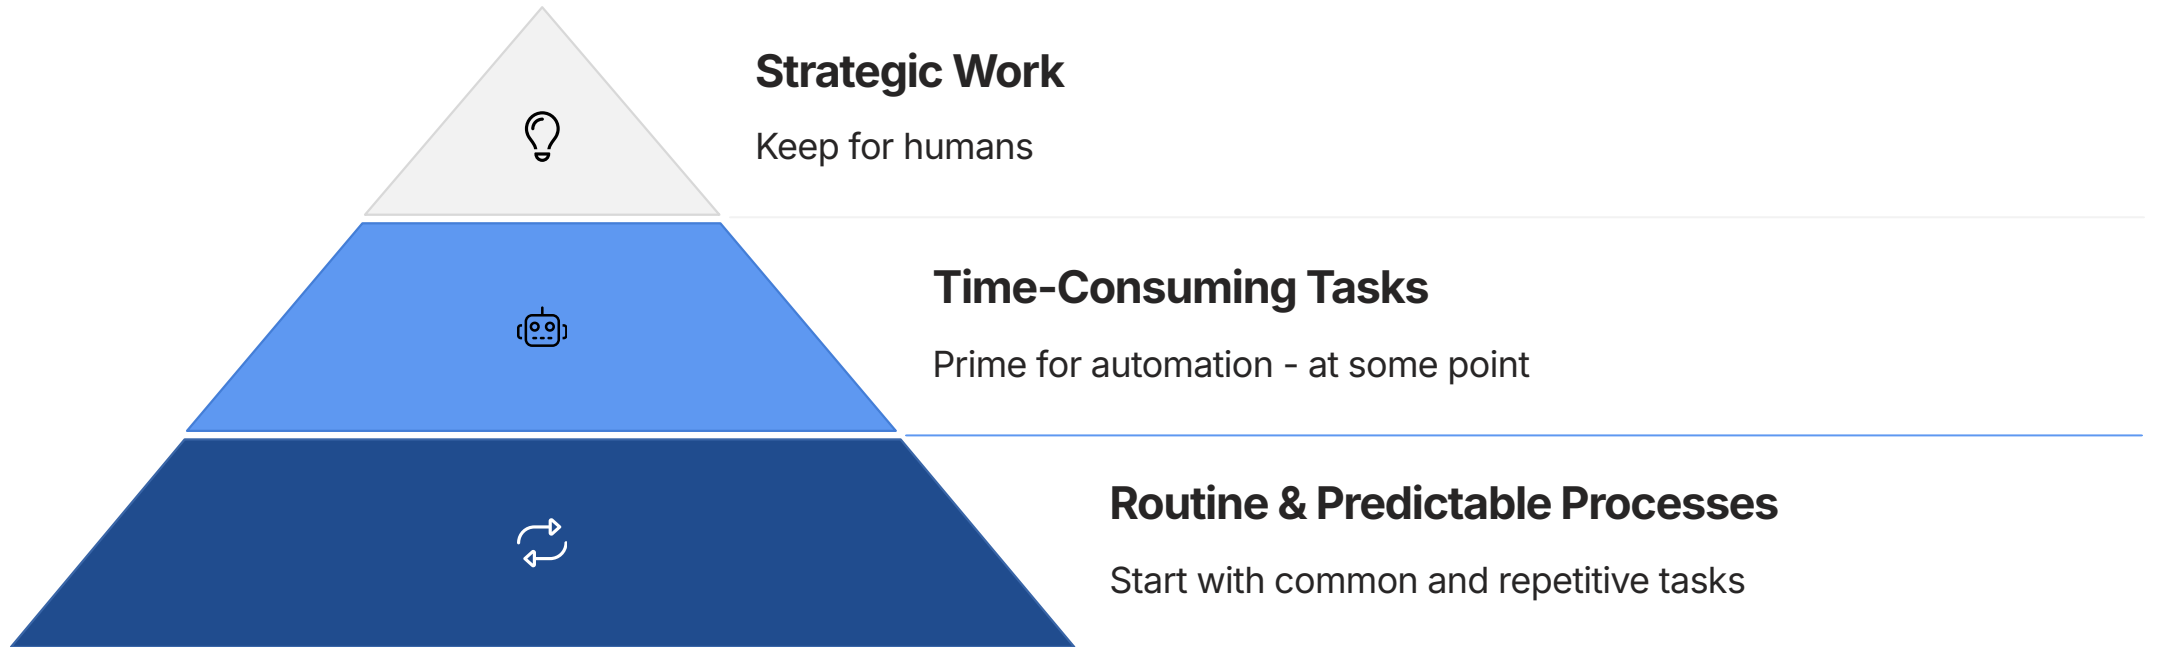 Strategic Work
Keep for humans
Time-Consuming Tasks
Prime for automation - at some point
Routine & Predictable Processes
Start with common and repetitive tasks